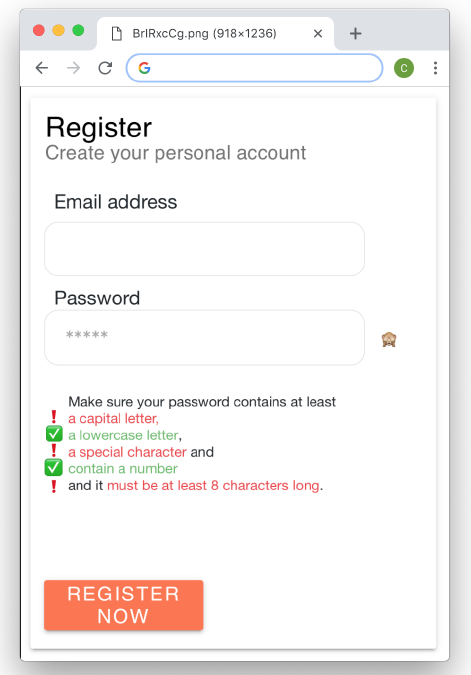 BrIRxcCg.png (918×1236)
C
Register
Create your personal account
Email address
Password
*****
Make sure your password contains at least
❗ a capital letter,
✅ a lowercase letter,
❗ a special character and
✅ contain a number
❗ and it must be at least 8 characters long.
REGISTER
NOW